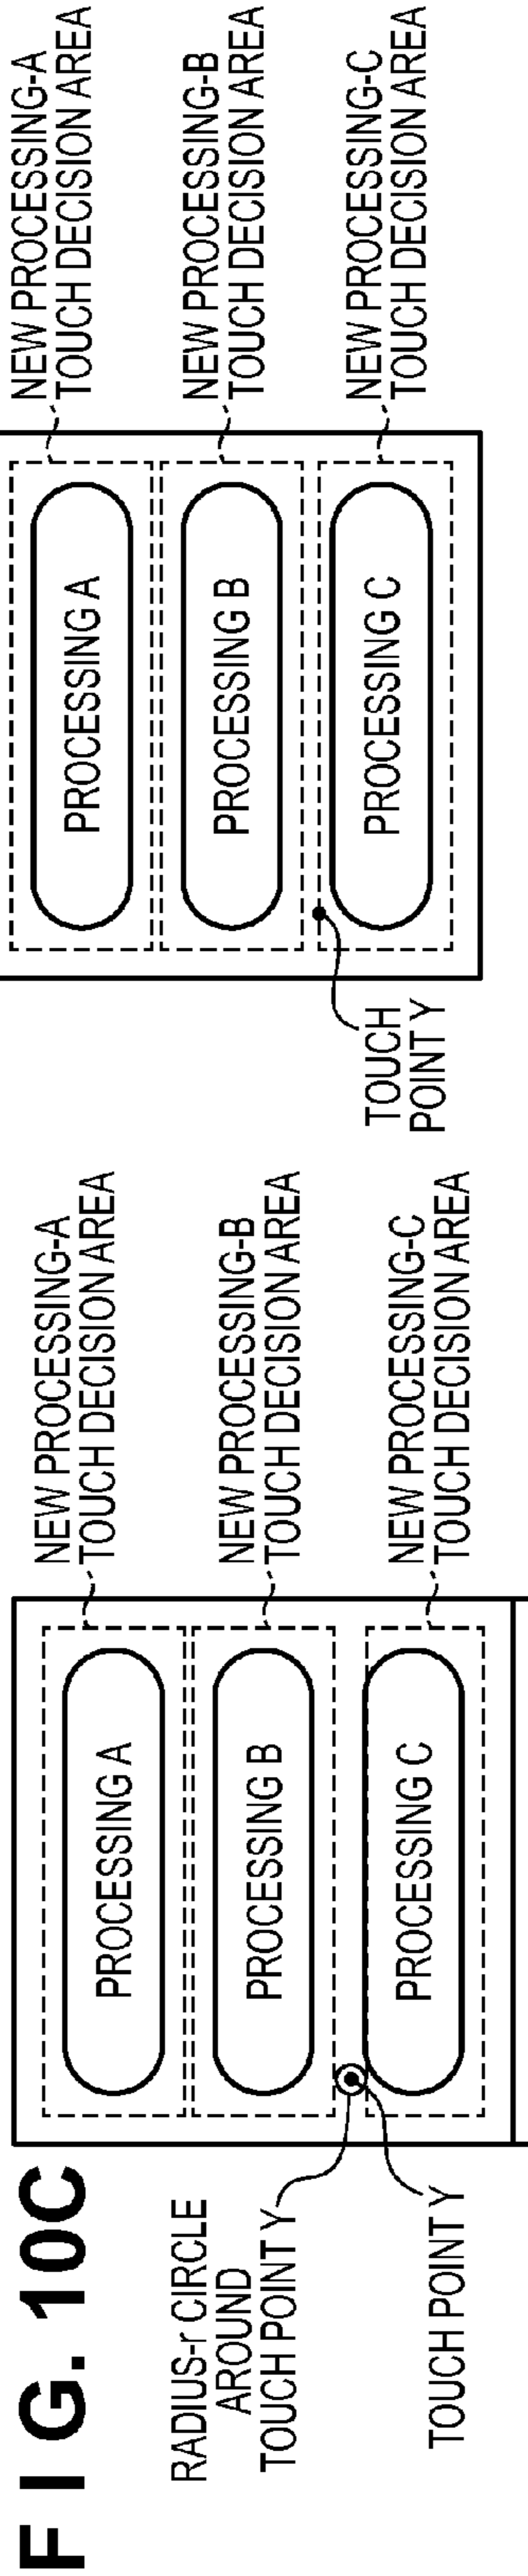 FIG. 10C
RADIUS-r CIRCLE
AROUND
TOUCH POINT Y
TOUCH POINT Y
PROCESSING A
PROCESSING B
PROCESSING C
NEW PROCESSING-A
TOUCH DECISION AREA
NEW PROCESSING-B
TOUCH DECISION AREA
NEW PROCESSING-C
TOUCH DECISION AREA
TOUCH
POINT Y
PROCESSING A
PROCESSING B
PROCESSING C
NEW PROCESSING-A
TOUCH DECISION AREA
NEW PROCESSING-B
TOUCH DECISION AREA
NEW PROCESSING-C
TOUCH DECISION AREA